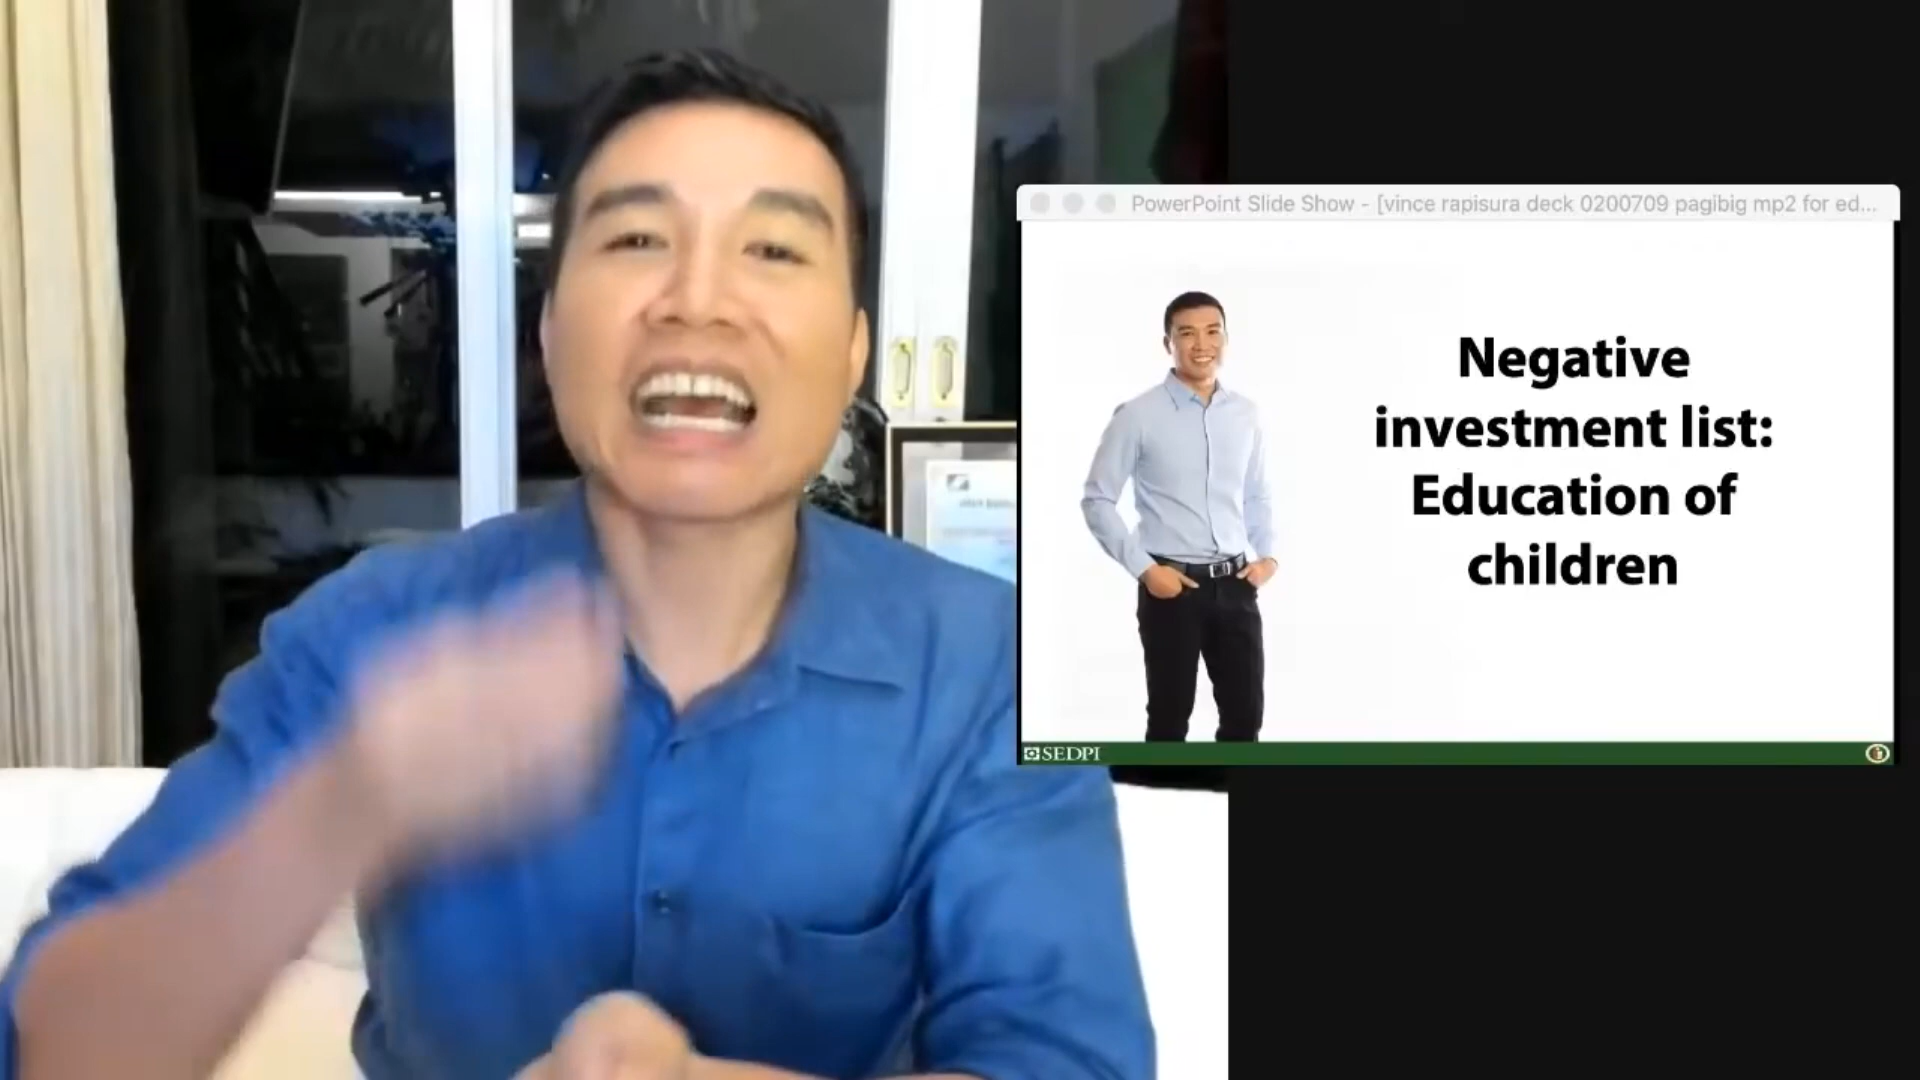 PowerPoint Slide Show - [vince rapisura deck 0200709 pagibig mp2 for ed...
Negative
investment list:
Education of
children
SEDPI